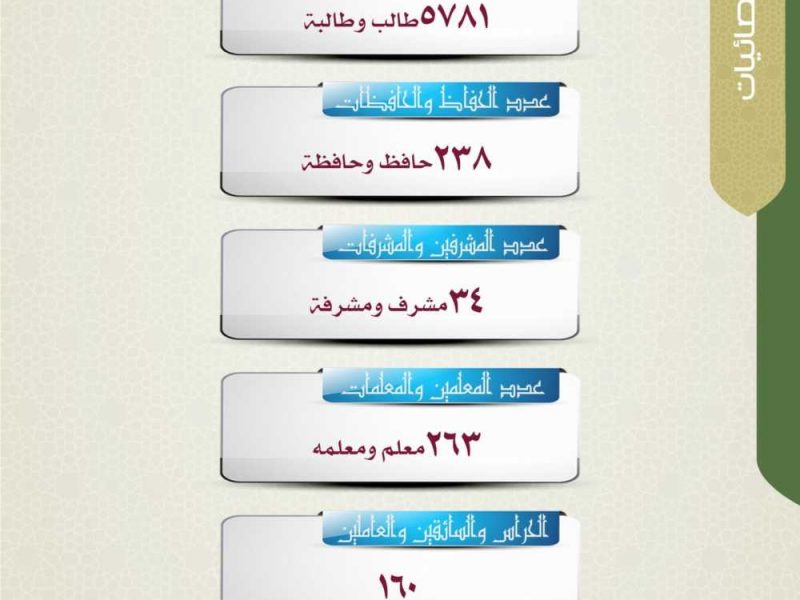 ٥٧٨١ طالب وطالبة
عدد الحفاظ والحافظات
٢٣٨ حافظ وحافظة
عدد المشرفين والمشرفات
٣٤ مشرف ومشرفة
عدد المعلمين والمعلمات
٢٦٣ معلم ومعلمه
الحراس والسائقين والعاملين
١٦٠